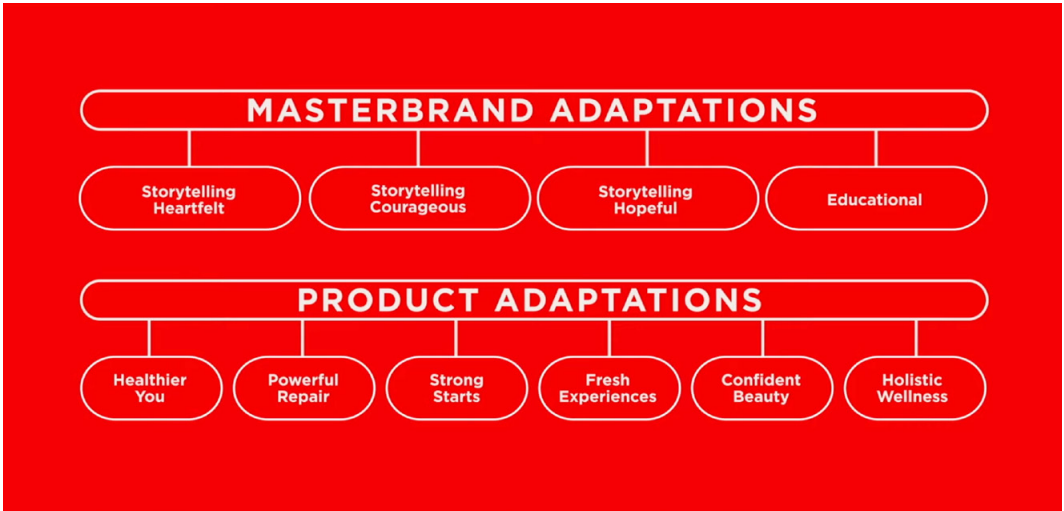 MASTERBRAND ADAPTATIONS
Storytelling
Heartfelt
Storytelling
Courageous
Storytelling
Hopeful
Educational
PRODUCT ADAPTATIONS
Healthier
You
Powerful
Repair
Strong
Starts
Fresh
Experiences
Confident
Beauty
Holistic
Wellness